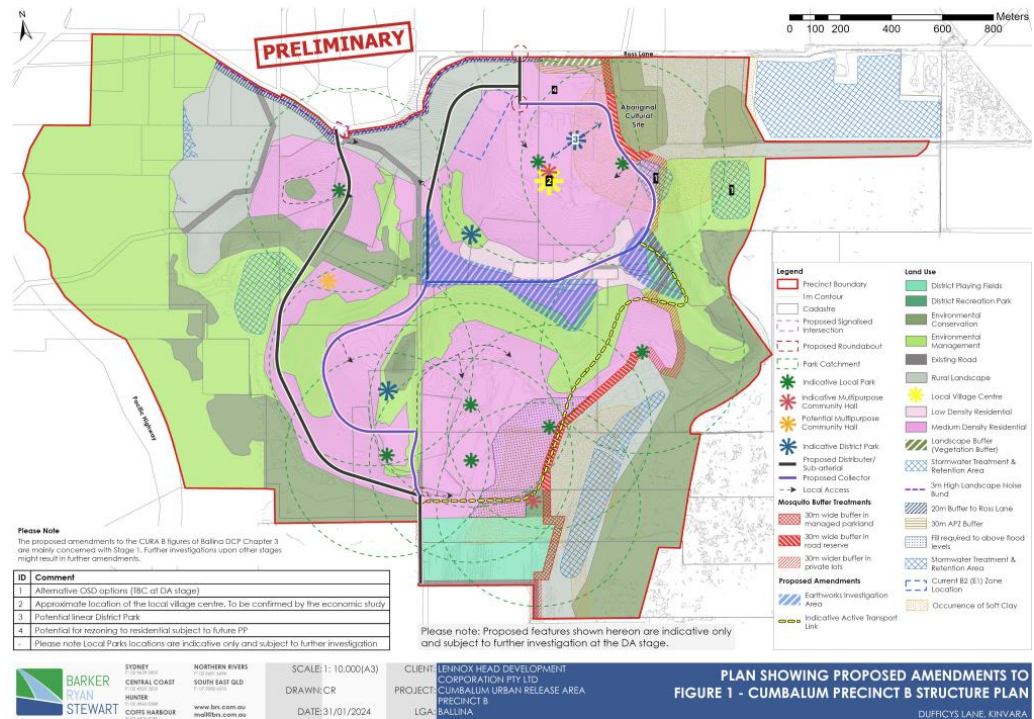 N
Meters
0 100 200 400 600 800
PRELIMINARY
Ross Lane
4
Aboriginal
Cultural
Site
3
2
1
1
Pacific Highway
Legend
Precinct Boundary
1m Contour
Cadastre
Proposed Signalised
Intersection
Proposed Roundabout
Park Catchment
Indicative Local Park
Indicative Multipurpose
Community Hall
Potential Multipurpose
Community Hall
Indicative District Park
Proposed Distributer/
Sub-arterial
Proposed Collector
Local Access
Mosquito Buffer Treatments
30m wide buffer in
managed parkland
30m wide buffer in
road reserve
30m wider buffer in
private lots
Proposed Amendments
Earthworks Investigation
Area
Indicative Active Transport
Link
Land Use
District Playing Fields
District Recreation Park
Environmental
Conservation
Environmental
Management
Existing Road
Rural Landscape
Local Village Centre
Low Density Residential
Medium Density Residential
Landscape Buffer
(Vegetation Buffer)
Stormwater Treatment &
Retention Area
3m High Landscape Noise
Bund
20m Buffer to Ross Lane
30m APZ Buffer
Fill required to above flood
levels
Stormwater Treatment &
Retention Area
Current B2 (E1) Zone
Location
Occurrence of Soft Clay
Please Note
The proposed amendments to the CURA B figures of Ballina DCP Chapter 3
are mainly concerned with Stage 1. Further investigations upon other stages
might result in further amendments.
ID Comment
1 Alternative OSD options (TBC at DA stage)
2 Approximate location of the local village centre. To be confirmed by the economic study
3 Potential linear District Park
4 Potential for rezoning to residential subject to future PP
- Please note Local Parks locations are indicative only and subject to further investigation
Please note: Proposed features shown hereon are indicative only
and subject to further investigation at the DA stage.
BARKER
RYAN
STEWART
SYDNEY
CENTRAL COAST
HUNTER
COFFS HARBOUR
NORTHERN RIVERS
SOUTH EAST QLD
www.brs.com.au
mail@brs.com.au
SCALE: 1: 10.000(A3)
DRAWN: CR
DATE: 31/01/2024
CLIENT: LENNOX HEAD DEVELOPMENT
CORPORATION PTY LTD
PROJECT: CUMBALUM URBAN RELEASE AREA
PRECINCT B
LGA: BALLINA
PLAN SHOWING PROPOSED AMENDMENTS TO
FIGURE 1 - CUMBALUM PRECINCT B STRUCTURE PLAN
DUFFICYS LANE, KINVARA